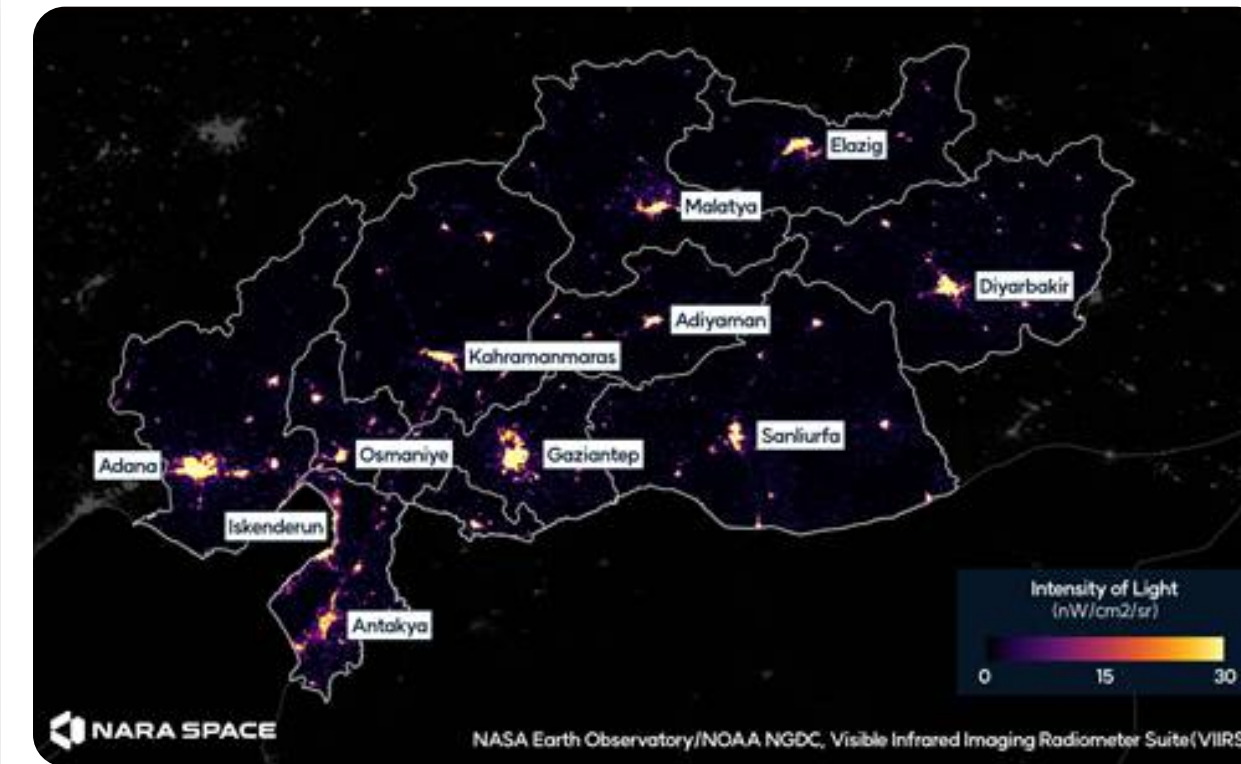 Elazig
Malatya
Diyarbakir
Adiyaman
Kahramanmaras
Sanliurfa
Adana
Osmaniye
Gaziantep
Iskenderun
Antakya
Intensity of Light
(nW/cm2/sr)
0 15 30
NARA SPACE
NASA Earth Observatory/NOAA NGDC, Visible Infrared Imaging Radiometer Suite(VIIRS